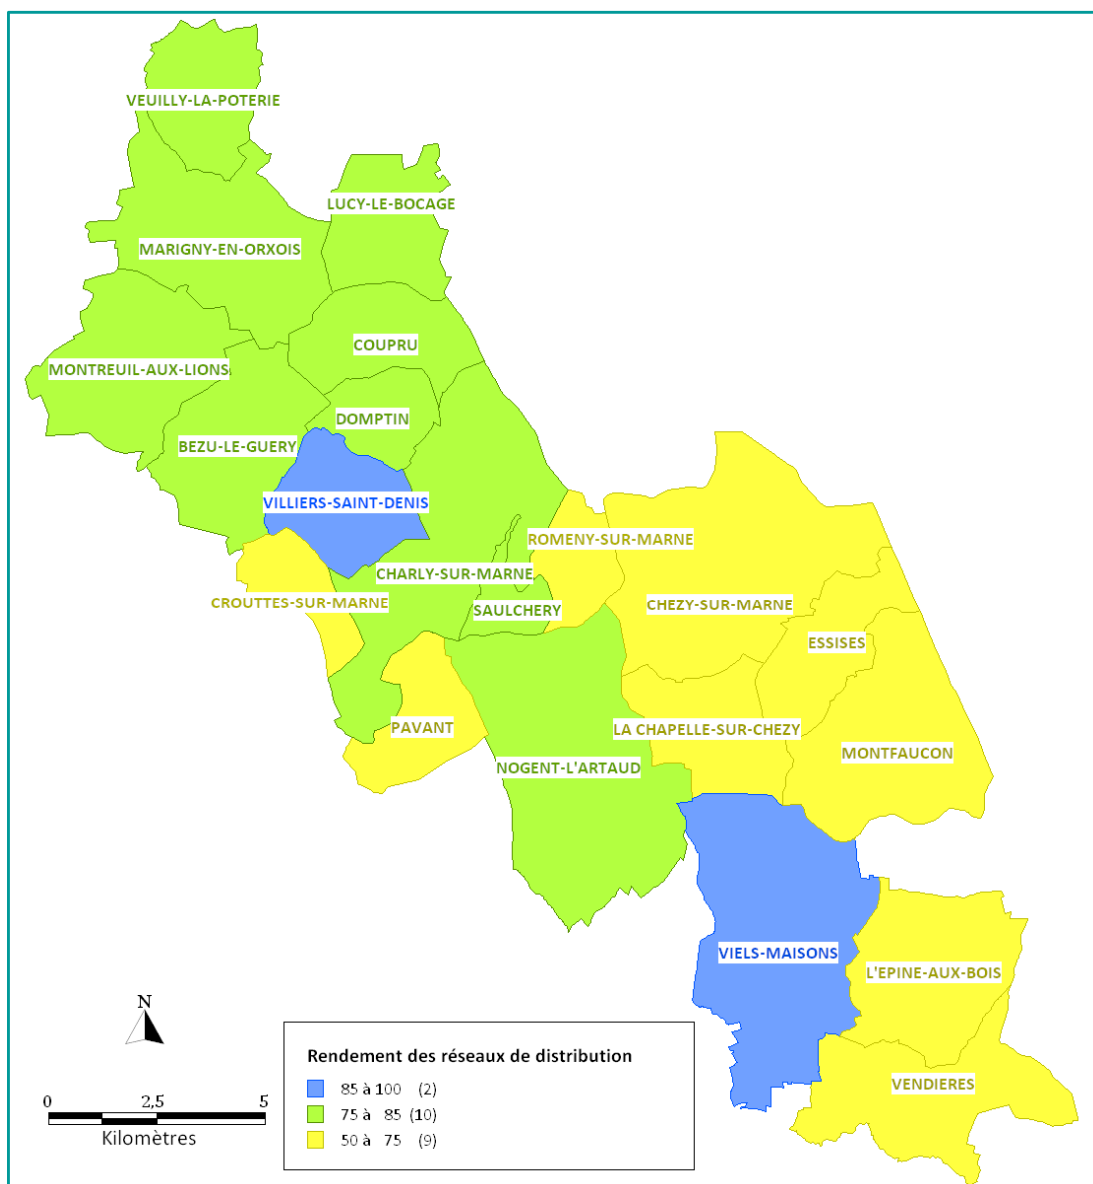 VEUILLY-LA-POTERIE
LUCY-LE-BOCAGE
MARIGNY-EN-ORXOIS
COUPRU
MONTREUIL-AUX-LIONS
DOMPTIN
BEZU-LE-GUERY
VILLIERS-SAINT-DENIS
ROMENY-SUR-MARNE
CHARLY-SUR-MARNE
CROUTTES-SUR-MARNE
CHEZY-SUR-MARNE
SAULCHERY
ESSISES
PAVANT
LA CHAPELLE-SUR-CHEZY
MONTFAUCON
NOGENT-L'ARTAUD
VIELS-MAISONS
L'EPINE-AUX-BOIS
VENDIERES
N
0 2,5 5
Kilomètres
Rendement des réseaux de distribution
85 à 100 (2)
75 à 85 (10)
50 à 75 (9)